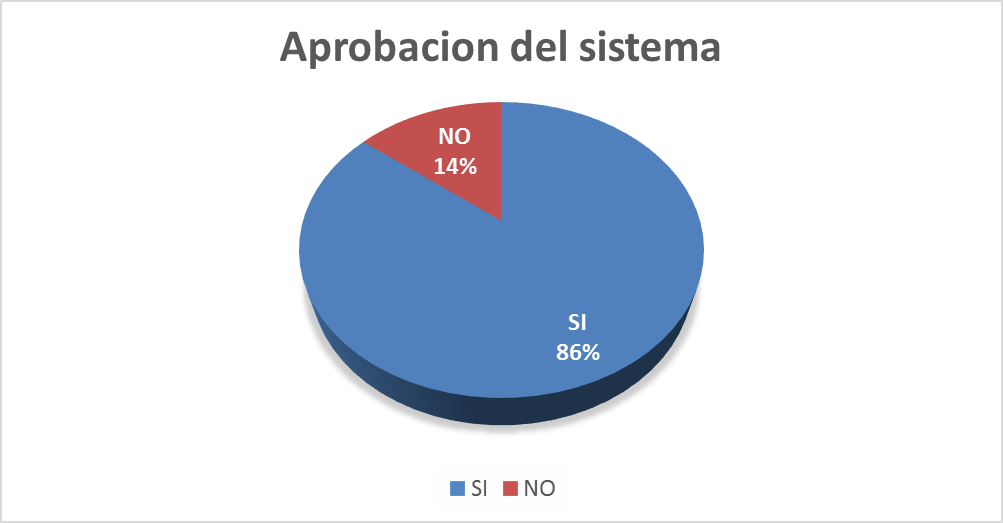 Aprobacion del sistema
NO
14%
SI
86%
SI NO